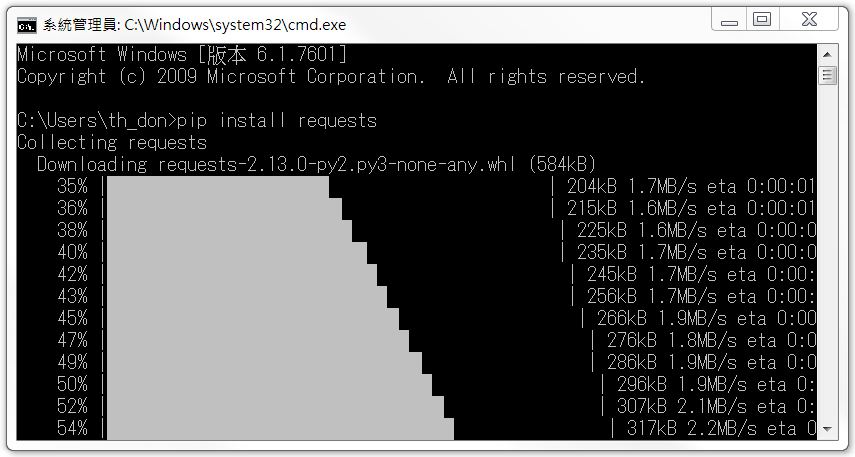 系統管理員: C:\Windows\system32\cmd.exe
Microsoft Windows [版本 6.1.7601]
Copyright (c) 2009 Microsoft Corporation.  All rights reserved.
C:\Users\th_don>pip install requests
Collecting requests
  Downloading requests-2.13.0-py2.py3-none-any.whl (584kB)
35% | | 204kB 1.7MB/s eta 0:00:01
36% | | 215kB 1.6MB/s eta 0:00:01
38% | | 225kB 1.6MB/s eta 0:00:0
40% | | 235kB 1.7MB/s eta 0:00:0
42% | | 245kB 1.7MB/s eta 0:00:
43% | | 256kB 1.7MB/s eta 0:00:
45% | | 266kB 1.9MB/s eta 0:00
47% | | 276kB 1.8MB/s eta 0:0
49% | | 286kB 1.9MB/s eta 0:0
50% | | 296kB 1.9MB/s eta 0:
52% | | 307kB 2.1MB/s eta 0:
54% | | 317kB 2.2MB/s eta 0